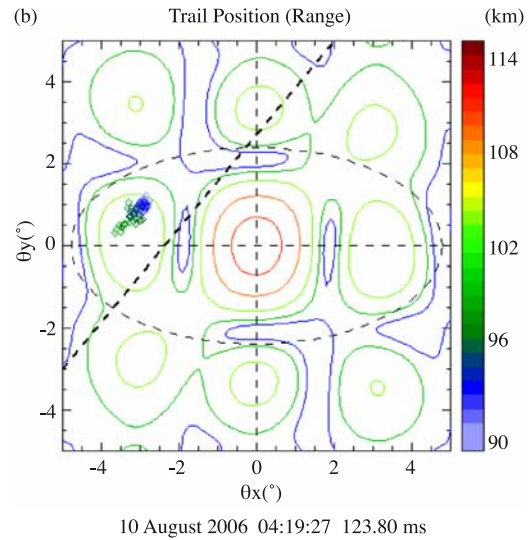 (b) Trail Position (Range) (km)
114
108
102
96
90
4
2
0
-2
-4
θy(°)
-4 -2 0 2 4
θx(°)
10 August 2006 04:19:27 123.80 ms